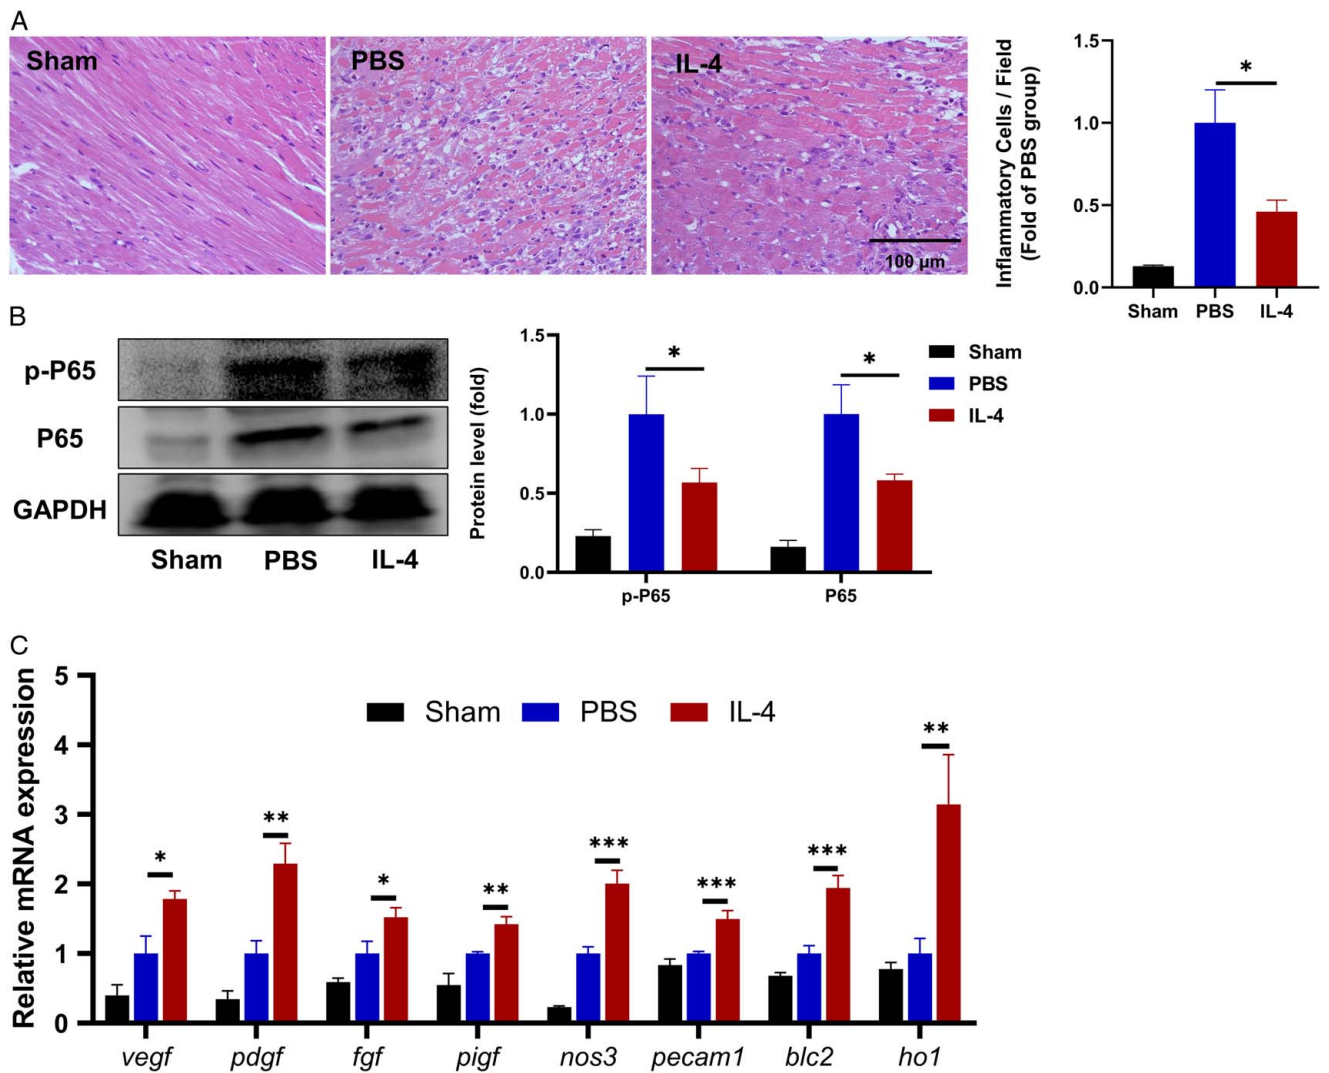 A
Sham
PBS
IL-4
100 μm
Inflammatory Cells / Field
(Fold of PBS group)
1.5
1.0
0.5
0.0
*
Sham PBS IL-4
B
p-P65
P65
GAPDH
Sham PBS IL-4
Protein level (fold)
1.5
1.0
0.5
0.0
*
*
p-P65 P65
Sham
PBS
IL-4
C
Relative mRNA expression
5
4
3
2
1
0
Sham PBS IL-4
*
**
*
**
***
***
***
**
vegf pdgf fgf pigf nos3 pecam1 blc2 ho1